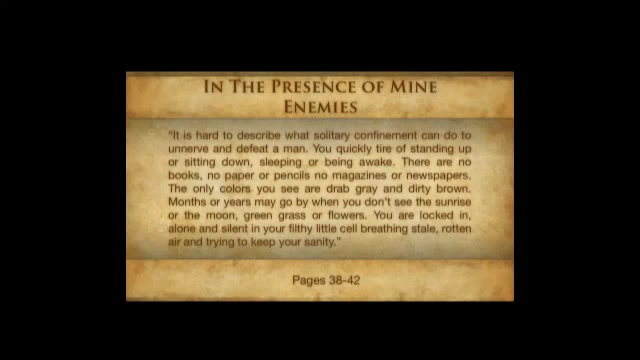 IN THE PRESENCE OF MINE
ENEMIES
"It is hard to describe what solitary confinement can do to
unnerve and defeat a man. You quickly tire of standing up
or sitting down, sleeping or being awake. There are no
books, no paper or pencils no magazines or newspapers.
The only colors you see are drab gray and dirty brown.
Months or years may go by when you don't see the sunrise
or the moon, green grass or flowers. You are locked in,
alone and silent in your filthy little cell breathing stale, rotten
air and trying to keep your sanity."
Pages 38-42